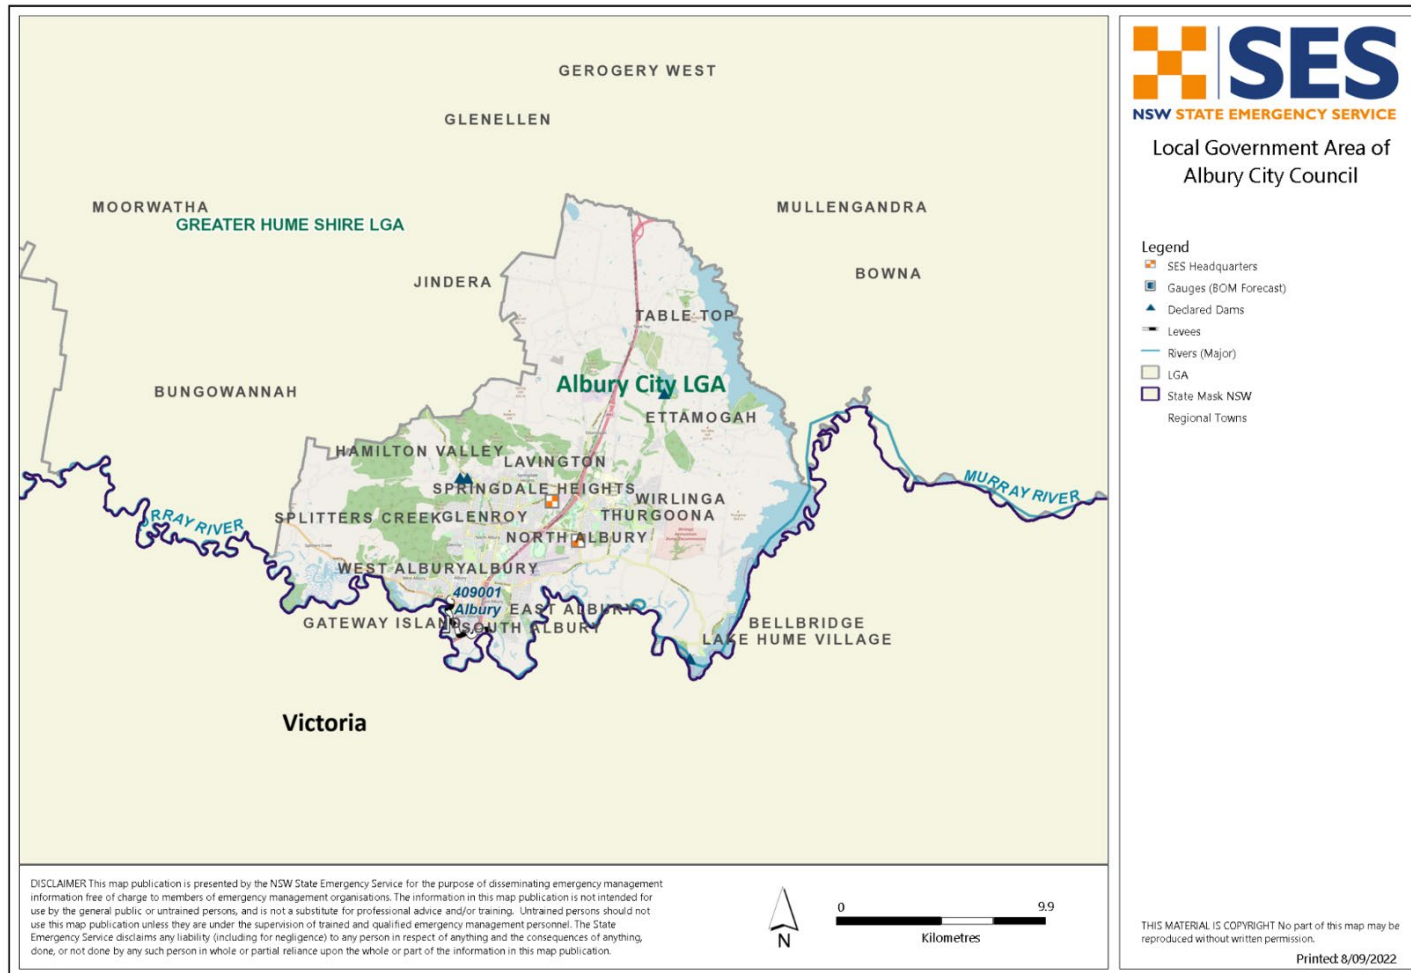 GEROGERY WEST
GLENELLEN
MOORWATHA
GREATER HUME SHIRE LGA
MULLENGANDRA
JINDERA
BOWNA
TABLE TOP
Albury City LGA
BUNGOWANNAH
ETTAMOGAH
HAMILTON VALLEY
LAVINGTON
SPRINGDALE HEIGHTS
WIRLINGA
MURRAY RIVER
SPLITTERS CREEK
GLENROY
THURGOONA
RRAY RIVER
NORTH ALBURY
WEST ALBURY
ALBURY
409001
Albury
EAST ALBURY
GATEWAY ISLAND
SOUTH ALBURY
BELLBRIDGE
LAKE HUME VILLAGE
Victoria
SES
NSW STATE EMERGENCY SERVICE
Local Government Area of
Albury City Council
Legend
SES Headquarters
Gauges (BOM Forecast)
Declared Dams
Levees
Rivers (Major)
LGA
State Mask NSW
Regional Towns
DISCLAIMER This map publication is presented by the NSW State Emergency Service for the purpose of disseminating emergency management
information free of charge to members of emergency management organisations. The information in this map publication is not intended for
use by the general public or untrained persons, and is not a substitute for professional advice and/or training. Untrained persons should not
use this map publication unless they are under the supervision of trained and qualified emergency management personnel. The State
Emergency Service disclaims any liability (including for negligence) to any person in respect of anything and the consequences of anything,
done, or not done by any such person in whole or partial reliance upon the whole or part of the information in this map publication.
N
0 9.9
Kilometres
THIS MATERIAL IS COPYRIGHT No part of this map may be
reproduced without written permission.
Printed: 8/09/2022